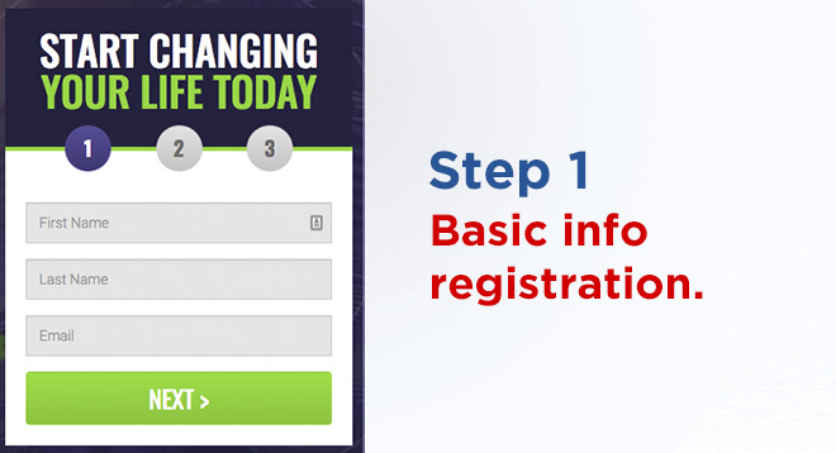 START CHANGING
YOUR LIFE TODAY
1 2 3
First Name
Last Name
Email
NEXT >
Step 1
Basic info
registration.